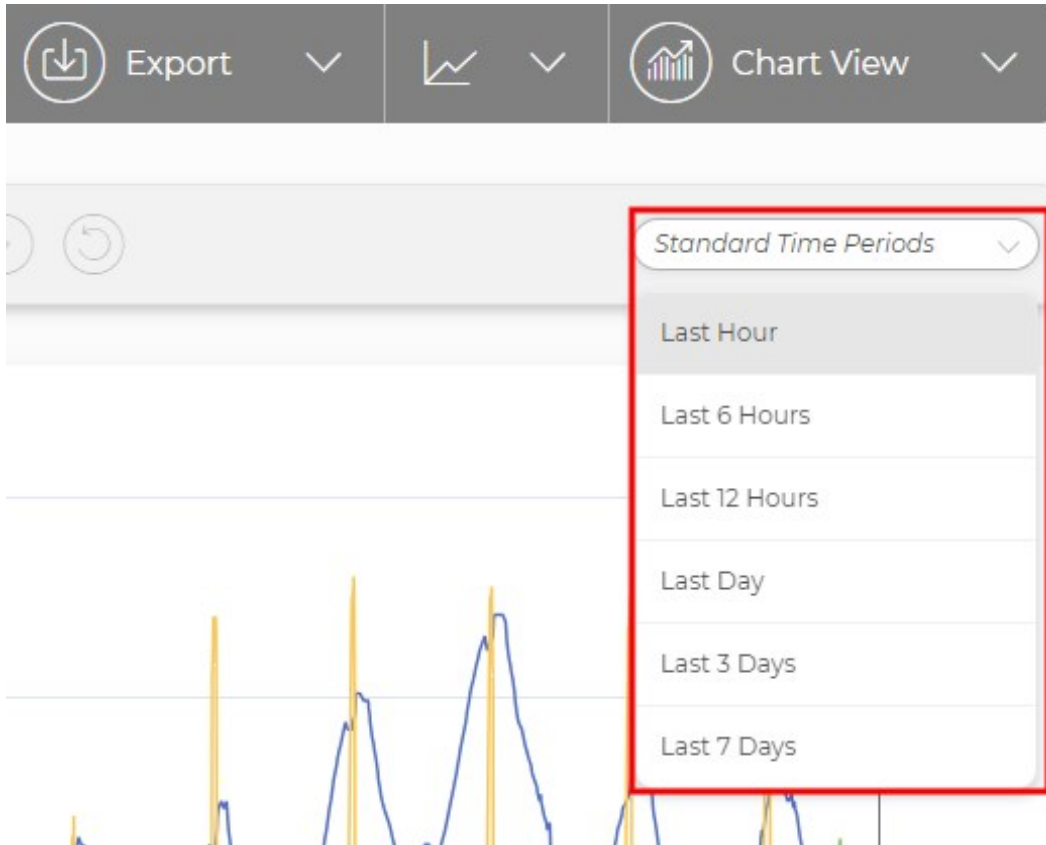 Export
Chart View
Standard Time Periods
Last Hour
Last 6 Hours
Last 12 Hours
Last Day
Last 3 Days
Last 7 Days